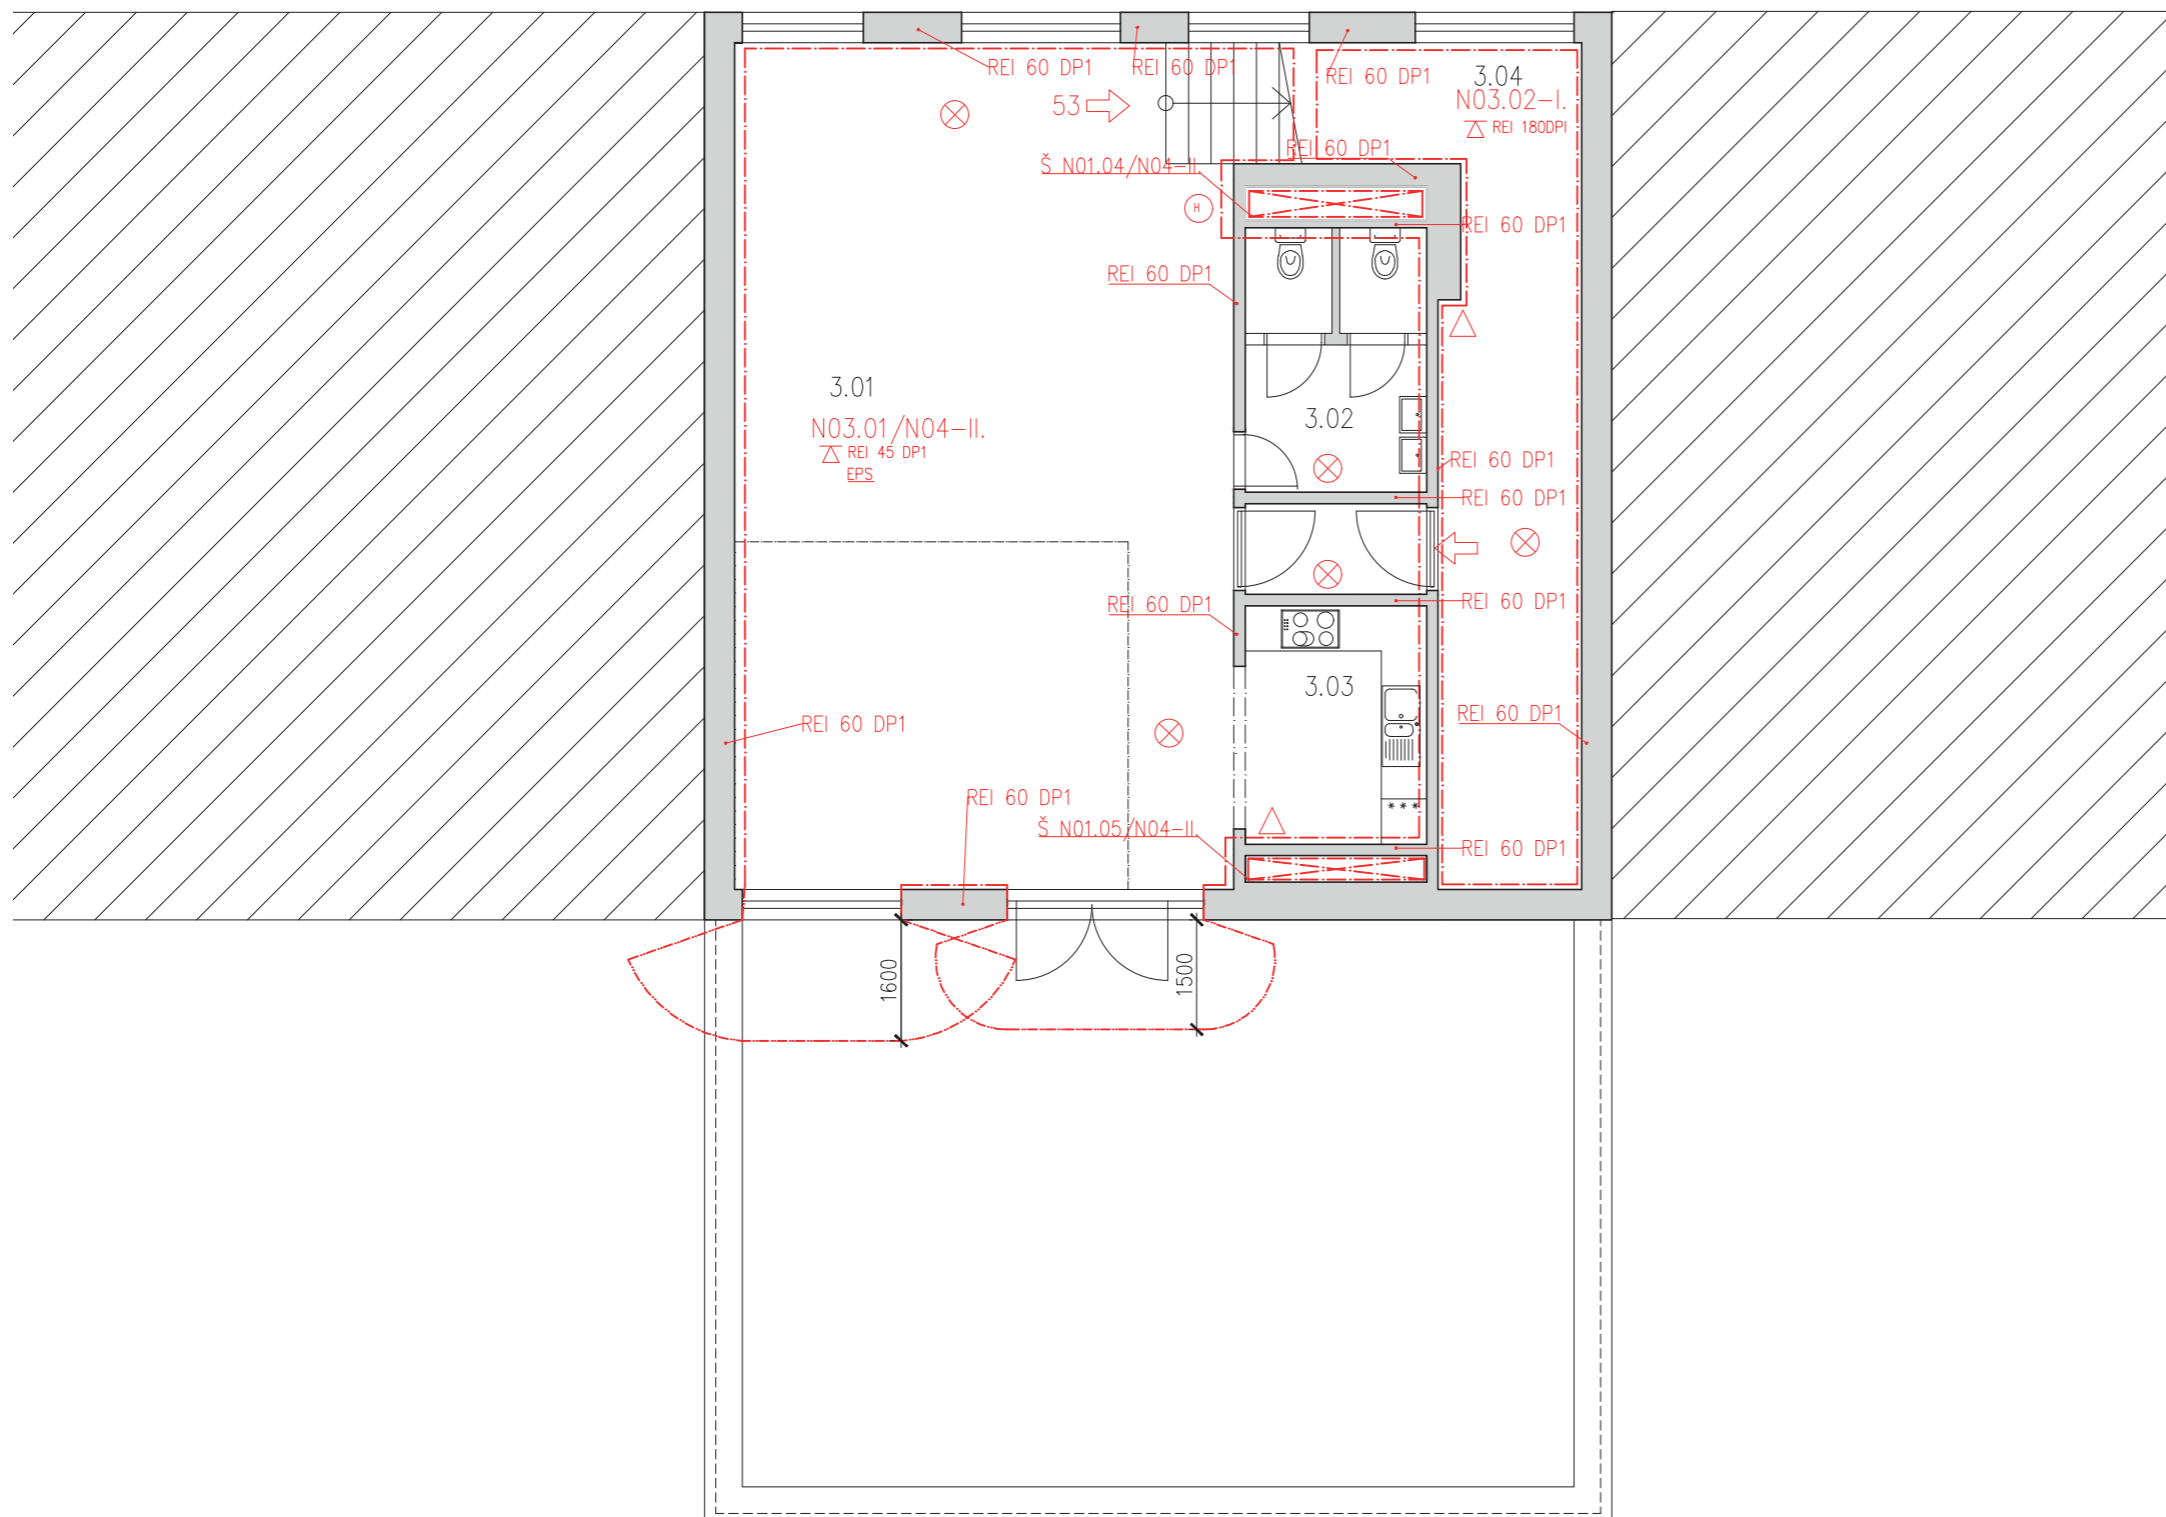 REI 60 DP1
REI 60 DP1
REI 60 DP1
3.04
N03.02-I.
REI 180DPI
53
REI 60 DP1
Š N01.04/N04-II.
H
REI 60 DP1
REI 60 DP1
3.01
N03.01/N04-II.
REI 45 DP1
EPS
3.02
REI 60 DP1
REI 60 DP1
REI 60 DP1
REI 60 DP1
3.03
REI 60 DP1
REI 60 DP1
REI 60 DP1
Š N01.05/N04-II.
REI 60 DP1
***
1600
1500